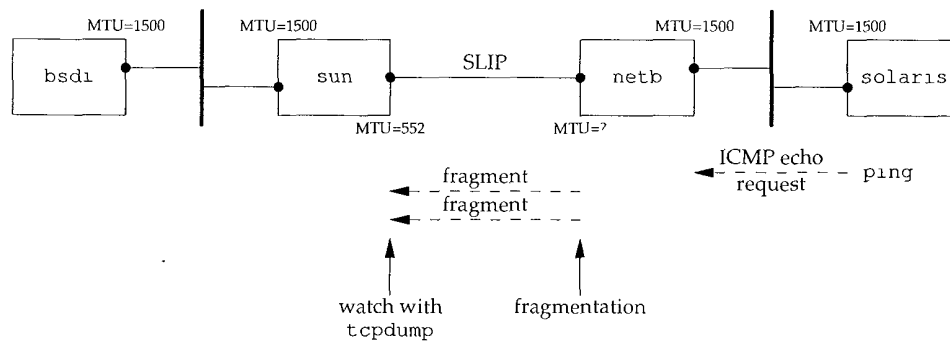 MTU=1500
MTU=1500
MTU=1500
MTU=1500
bsdi
sun
SLIP
netb
solaris
MTU=552
MTU=?
ICMP echo
request
ping
fragment
fragment
watch with
tcpdump
fragmentation